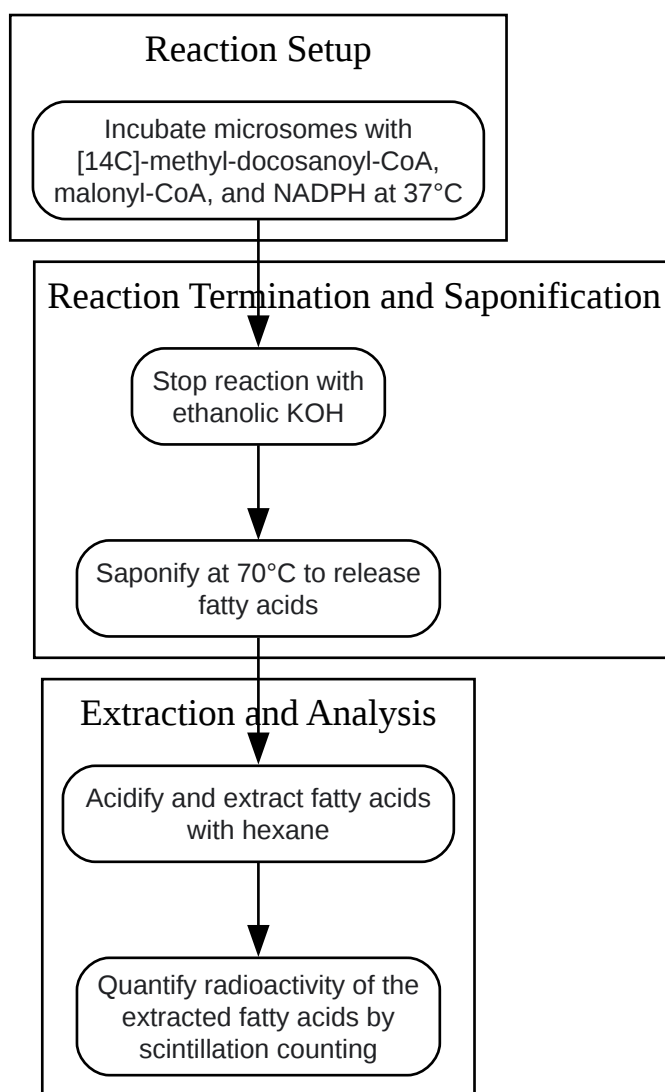 Reaction Setup
Incubate microsomes with
[14C]-methyl-docosanoyl-CoA,
malonyl-CoA, and NADPH at 37°C
Reaction Termination and Saponification
Stop reaction with
ethanolic KOH
Saponify at 70°C to release
fatty acids
Extraction and Analysis
Acidify and extract fatty acids
with hexane
Quantify radioactivity of the
extracted fatty acids by
scintillation counting